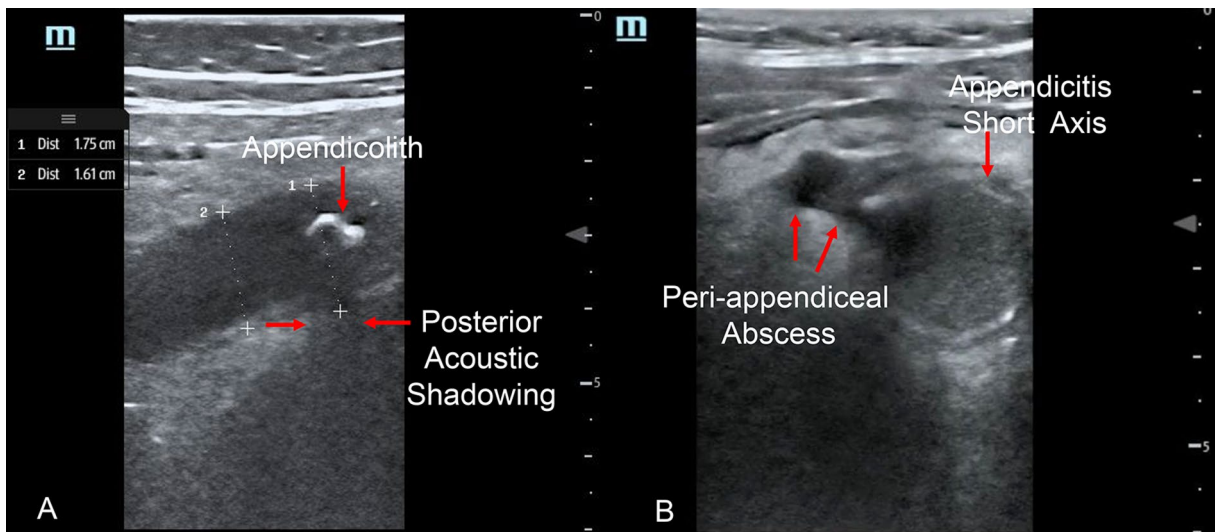 m
1 Dist 1.75 cm
2 Dist 1.61 cm
Appendicolith
1
2
Posterior
Acoustic
Shadowing
0
5
A
m
Appendicitis
Short Axis
Peri-appendiceal
Abscess
0
5
B